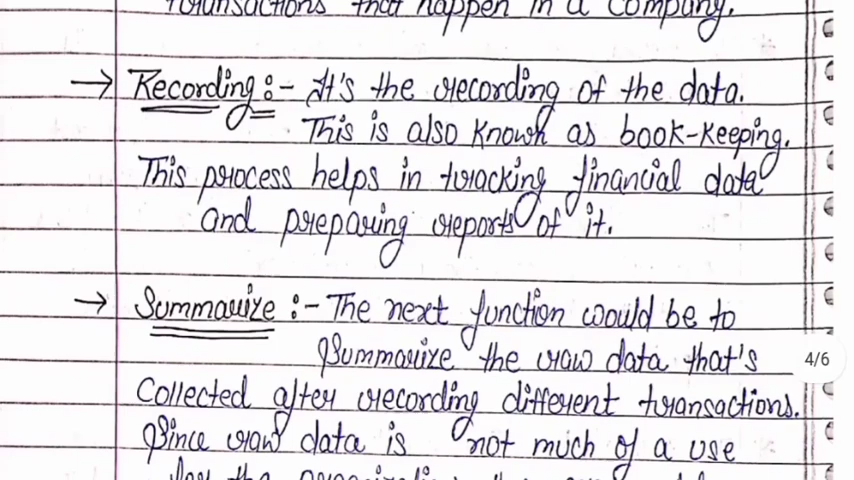 transactions that happen in a Company.
→ Recording :- It's the recording of the data.
This is also Known as book-Keeping.
This process helps in tracking financial data
and preparing reports of it.
→ Summarize :- The next function would be to
Summarize the raw data that's
4/6
Collected after recording different transactions.
Since raw data is not much of a use
for the